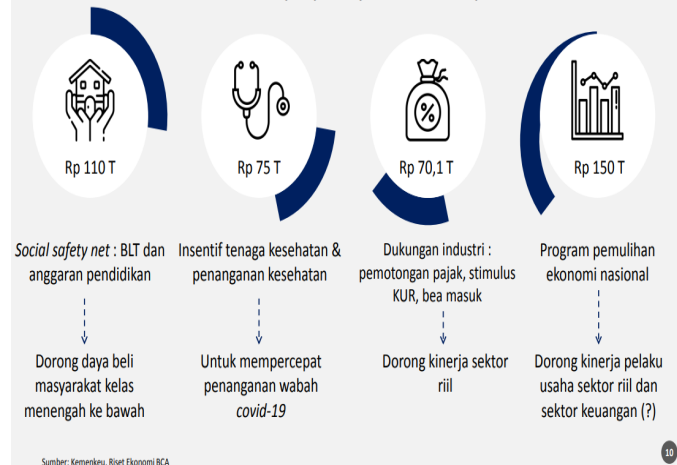 Rp 110 T
Rp 75 T
Rp 70,1 T
Rp 150 T
Social safety net : BLT dan
anggaran pendidikan
Insentif tenaga kesehatan &
penanganan kesehatan
Dukungan industri :
pemotongan pajak, stimulus
KUR, bea masuk
Program pemulihan
ekonomi nasional
Dorong daya beli
masyarakat kelas
menengah ke bawah
Untuk mempercepat
penanganan wabah
covid-19
Dorong kinerja sektor
riil
Dorong kinerja pelaku
usaha sektor riil dan
sektor keuangan (?)
Sumber: Kemenkeu, Riset Ekonomi BCA
10